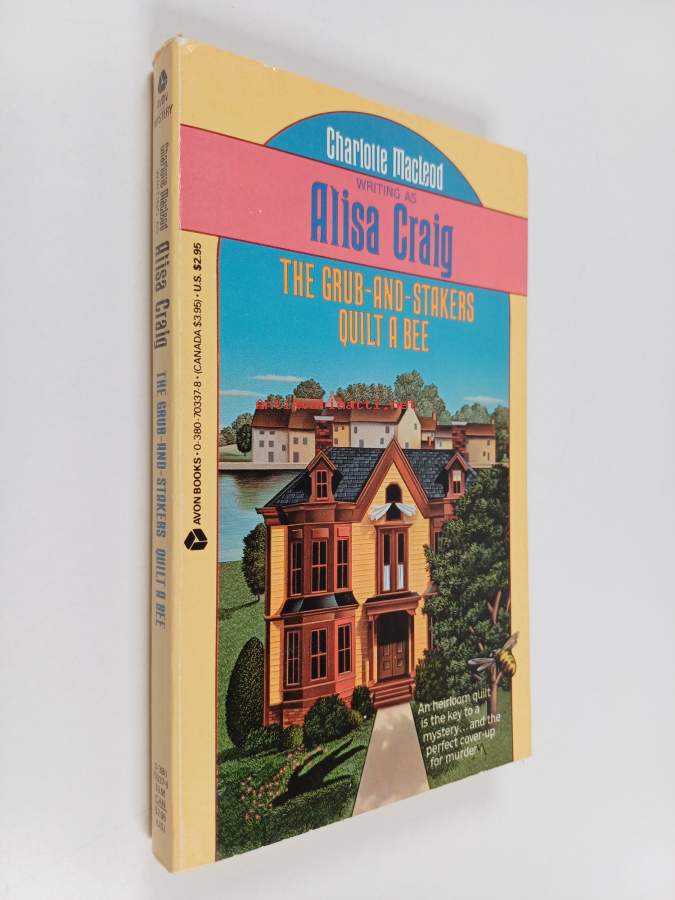 Charlotte MacLeod
WRITING AS
Alisa Craig
THE GRUB-AND-STAKERS
QUILT A BEE
antikvariaatti.net
An heirloom quilt
is the key to a
mystery...and the
perfect cover-up
for murder.
AVON BOOKS • 0-380-70337-8 • (CANADA $3.95) • U.S. $2.95
AVON
MYSTERY
Charlotte MacLeod
Alisa Craig
THE GRUB-AND-STAKERS QUILT A BEE